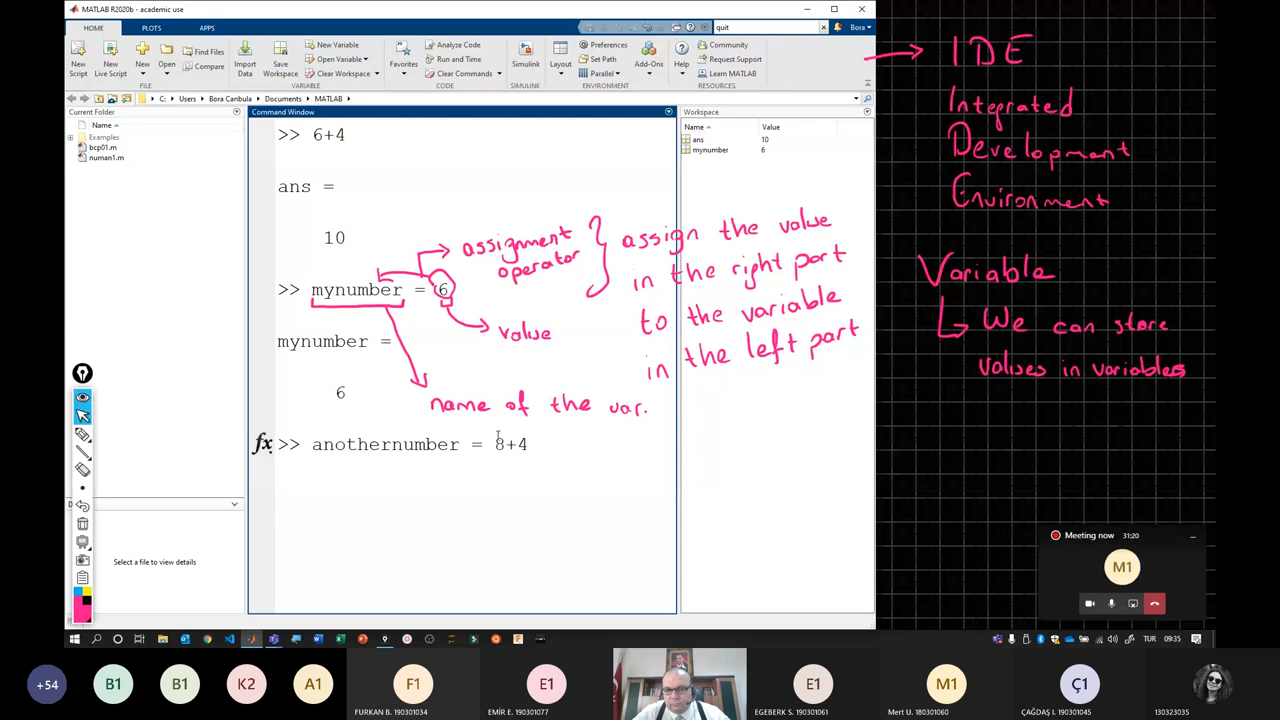 MATLAB R2020b - academic use
HOME
PLOTS
APPS
quit
Bora
New Script
New Live Script
New
Open
Find Files
Compare
Import Data
Save Workspace
New Variable
Open Variable
Clear Workspace
Favorites
Analyze Code
Run and Time
Clear Commands
Simulink
Layout
Preferences
Set Path
Parallel
Add-Ons
Help
Community
Request Support
Learn MATLAB
FILE
VARIABLE
CODE
SIMULINK
ENVIRONMENT
RESOURCES
C: Users Bora Canbula Documents MATLAB
Current Folder
Name
Examples
bcp01.m
numan1.m
Select a file to view details
Command Window
>> 6+4
ans =
10
>> mynumber = 6
mynumber =
6
fx >> anothernumber = 8+4
assignment
operator
value
name of the var.
assign the value
in the right part
to the variable
in the left part
Workspace
Name Value
ans 10
mynumber 6
IDE
Integrated
Development
Environment
Variable
We can store
values in variables
Meeting now 31:20
M1
TUR 09:35
+54
B1
B1
K2
A1
F1
FURKAN B. 190301034
E1
EMİR E. 190301077
E1
EGEBERK S. 190301061
M1
Mert U. 180301060
Ç1
ÇAĞDAŞ I. 190301045
130323035